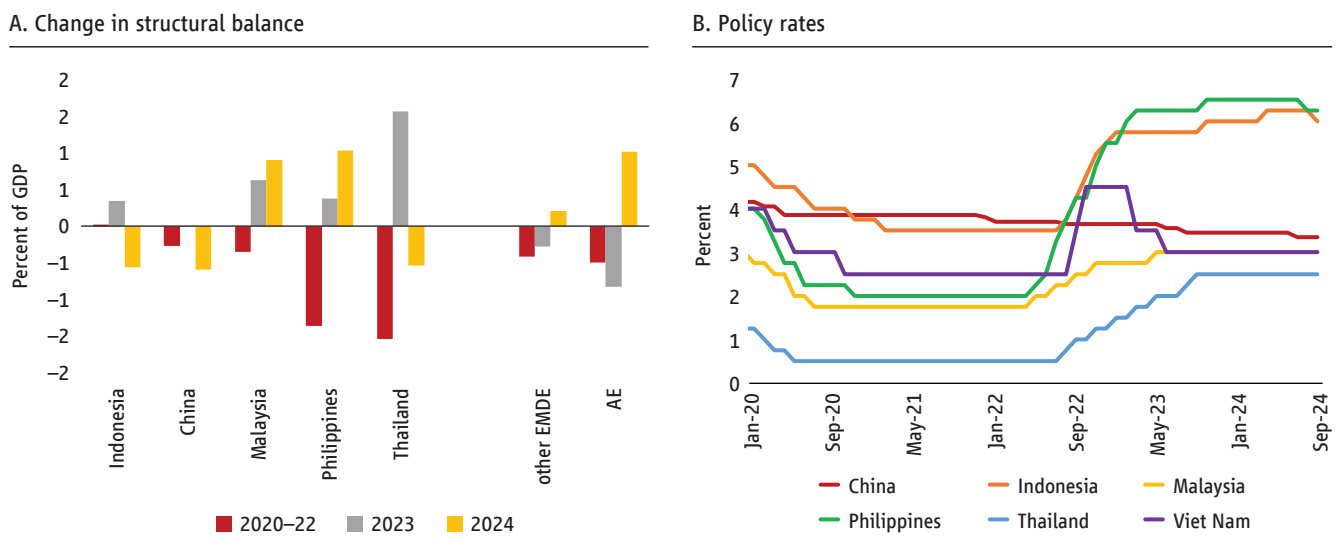 A. Change in structural balance
Percent of GDP
2
2
1
1
0
–1
–1
–2
–2
Indonesia
China
Malaysia
Philippines
Thailand
other EMDE
AE
2020–22
2023
2024
B. Policy rates
Percent
7
6
5
4
3
2
1
0
Jan-20
Sep-20
May-21
Jan-22
Sep-22
May-23
Jan-24
Sep-24
China
Indonesia
Malaysia
Philippines
Thailand
Viet Nam